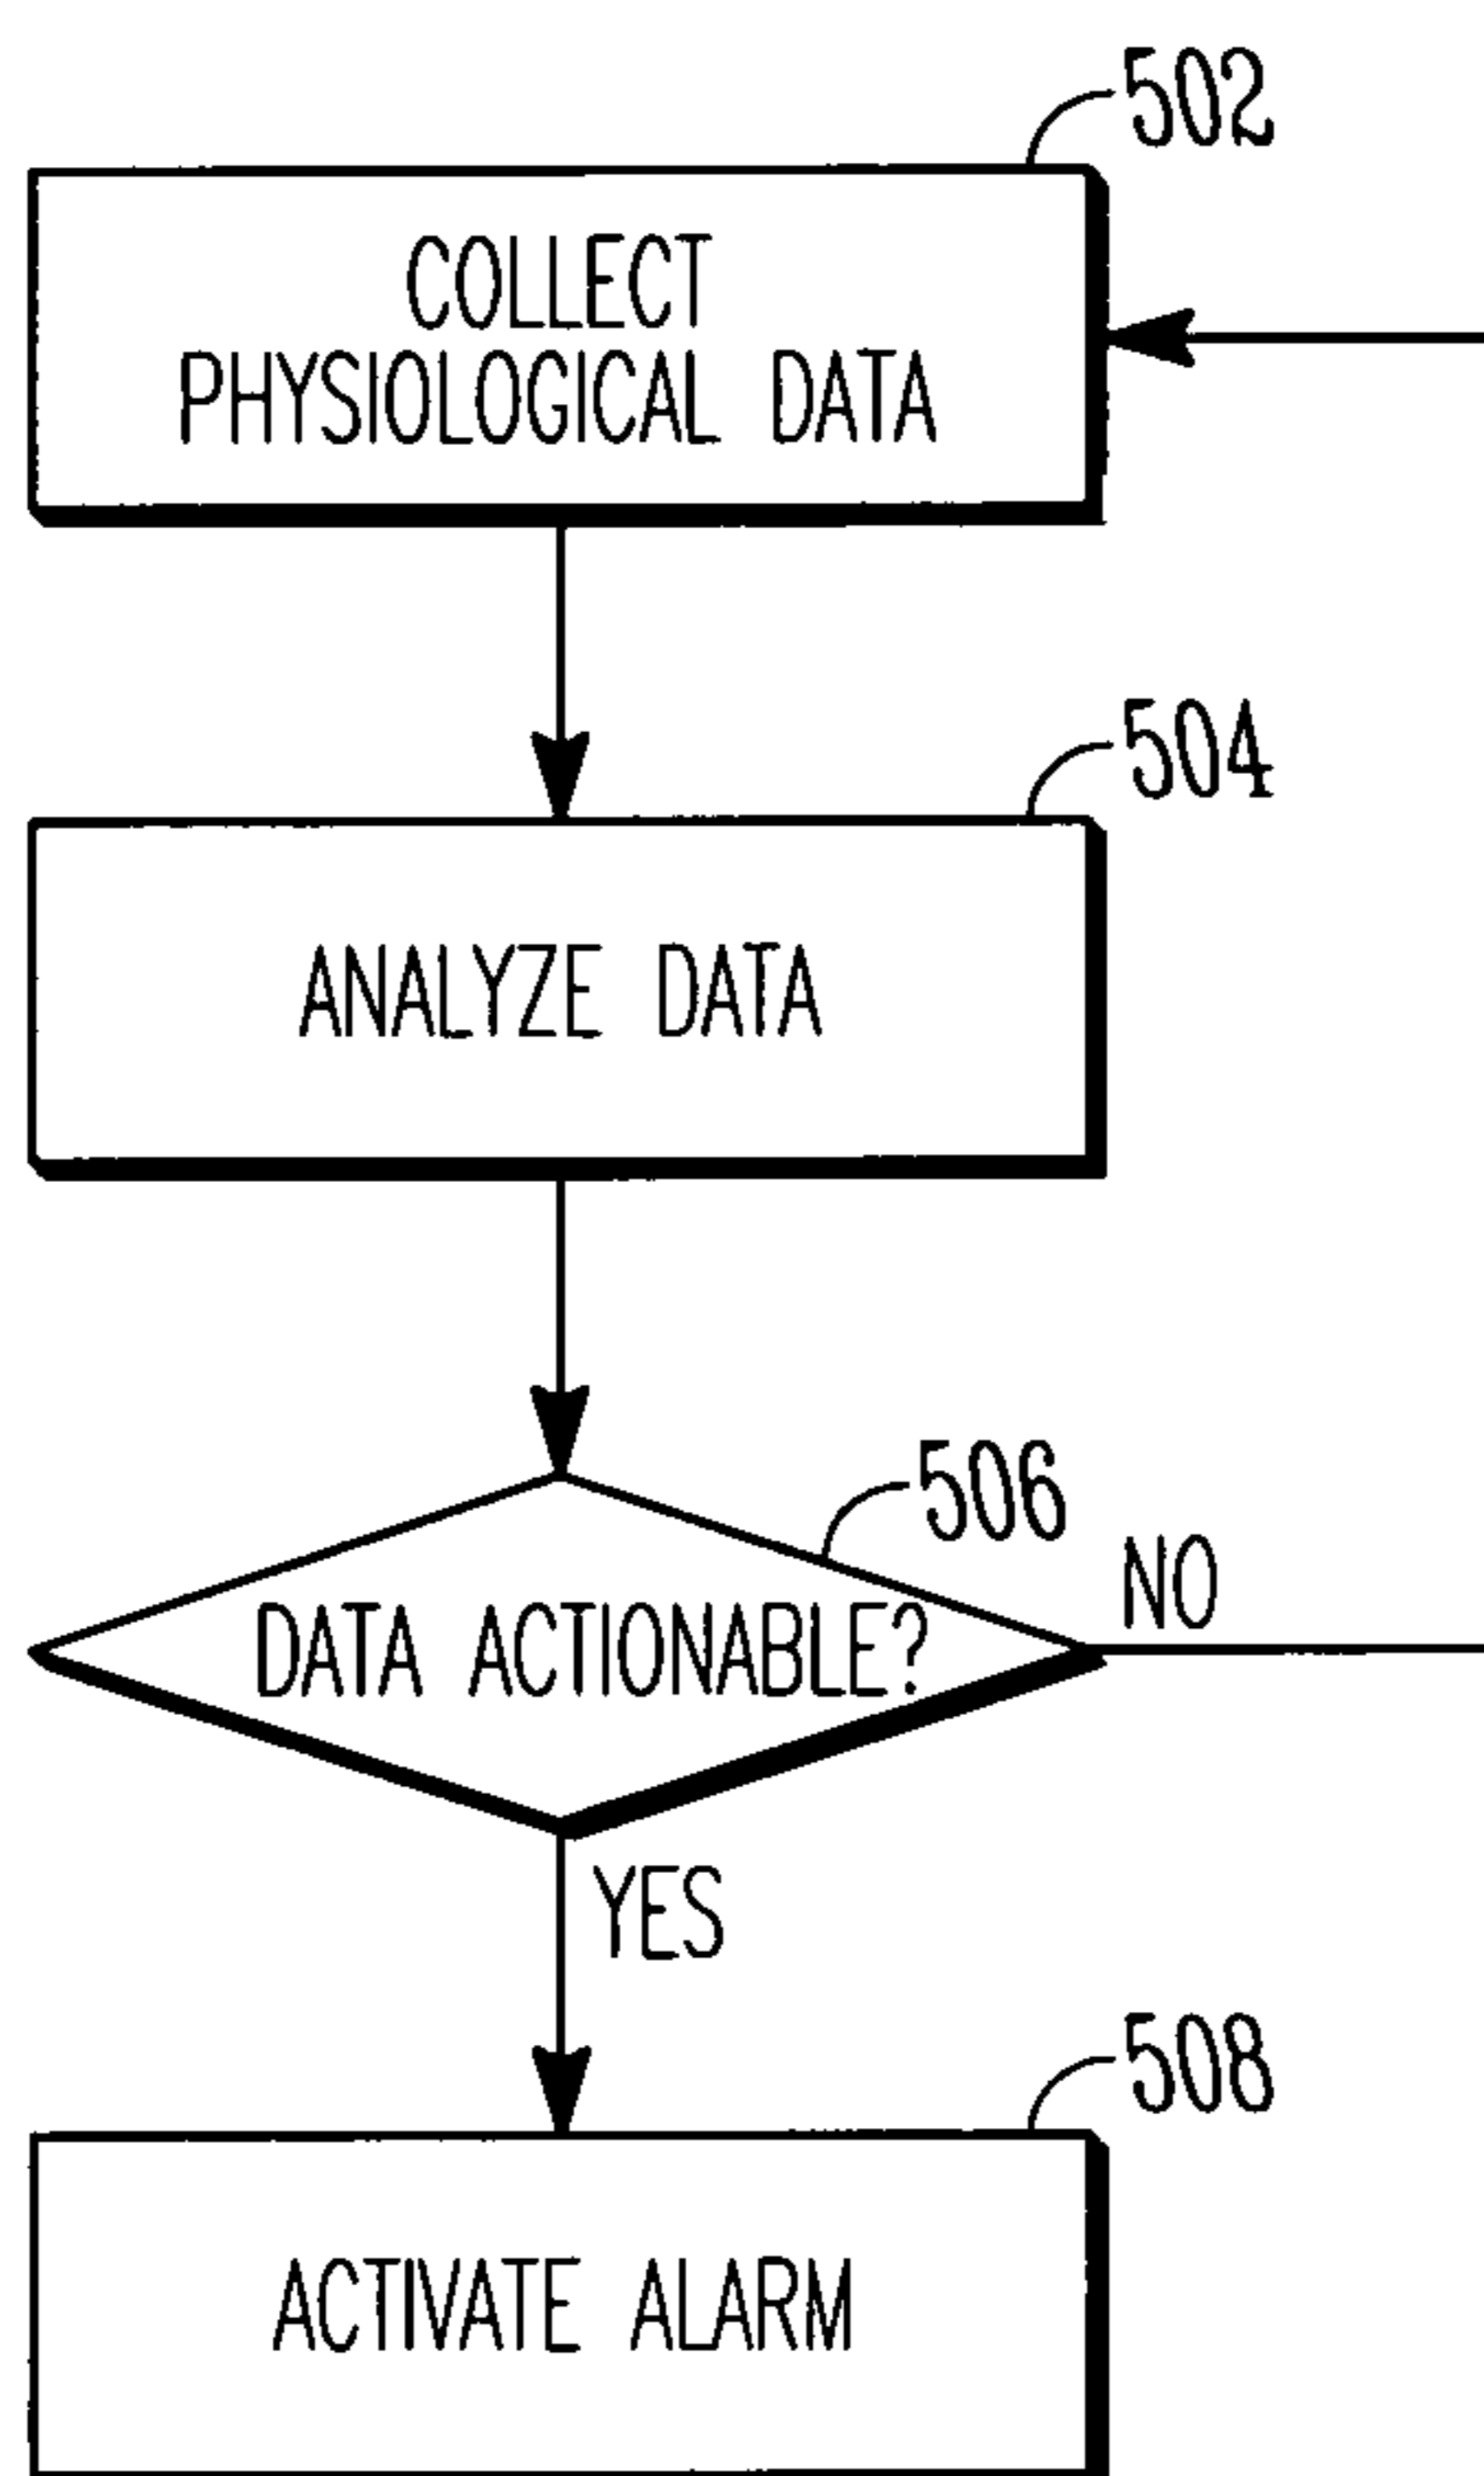 502
COLLECT
PHYSIOLOGICAL DATA
504
ANALYZE DATA
506
NO
DATA ACTIONABLE?
YES
508
ACTIVATE ALARM